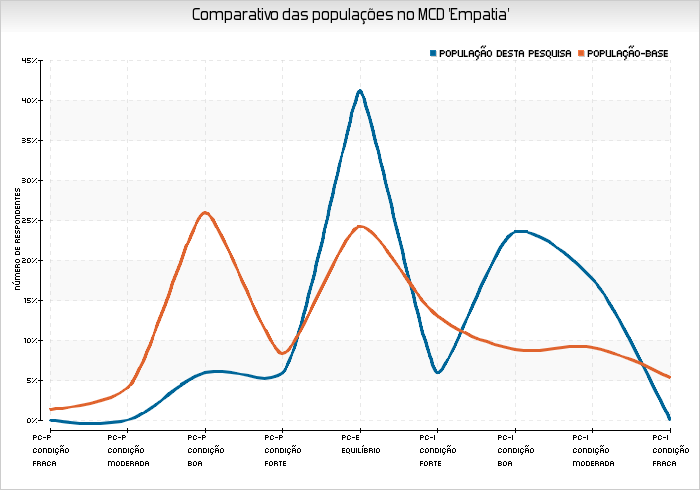 Comparativo das populações no MCD 'Empatia'
POPULAÇÃO DESTA PESQUISA POPULAÇÃO-BASE
NÚMERO DE RESPONDENTES
45%
40%
35%
30%
25%
20%
15%
10%
5%
0%
PC-P CONDIÇÃO FRACA
PC-P CONDIÇÃO MODERADA
PC-P CONDIÇÃO BOA
PC-P CONDIÇÃO FORTE
PC-E EQUILÍBRIO
PC-I CONDIÇÃO FORTE
PC-I CONDIÇÃO BOA
PC-I CONDIÇÃO MODERADA
PC-I CONDIÇÃO FRACA